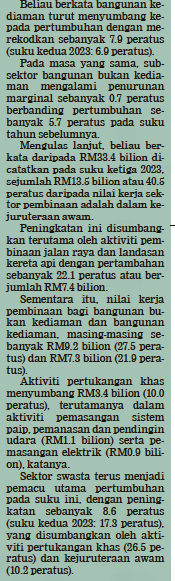 Beliau berkata bangunan ke-
diaman turut menyumbang ke-
pada pertumbuhan dengan me-
rekodkan sebanyak 7.9 peratus
(suku kedua 2023: 6.9 peratus).
Pada masa yang sama, sub-
sektor bangunan bukan kedia-
man mengalami penurunan
marginal sebanyak 0.7 peratus
berbanding pertumbuhan se-
banyak 5.7 peratus pada suku
tahun sebelumnya.
Mengulas lanjut, beliau ber-
kata daripada RM33.4 bilion di-
catatkan pada suku ketiga 2023,
sejumlah RM13.5 bilion atau 40.5
peratus daripada nilai kerja sek-
tor pembinaan adalah dalam ke-
juruteraan awam.
Peningkatan ini disumbang-
kan terutama oleh aktiviti pem-
binaan jalan raya dan landasan
kereta api dengan pertambahan
sebanyak 22.1 peratus atau ber-
jumlah RM7.4 bilion.
Sementara itu, nilai kerja
pembinaan bagi bangunan bu-
kan kediaman dan bangunan
kediaman, masing-masing se-
banyak RM9.2 bilion (27.5 pera-
tus) dan RM7.3 bilion (21.9 pera-
tus).
Aktiviti pertukangan khas
menyumbang RM3.4 bilion (10.0
peratus), terutamanya dalam
aktiviti pemasangan sistem
paip, pemanasan dan pendingin
udara (RM1.1 bilion) serta pe-
masangan elektrik (RM0.9 bili-
on), katanya.
Sektor swasta terus menjadi
pemacu utama pertumbuhan
pada suku ini, dengan pening-
katan sebanyak 8.6 peratus
(suku kedua 2023: 17.3 peratus),
yang disumbangkan oleh akti-
viti pertukangan khas (26.5 pe-
ratus) dan kejuruteraan awam
(10.2 peratus).